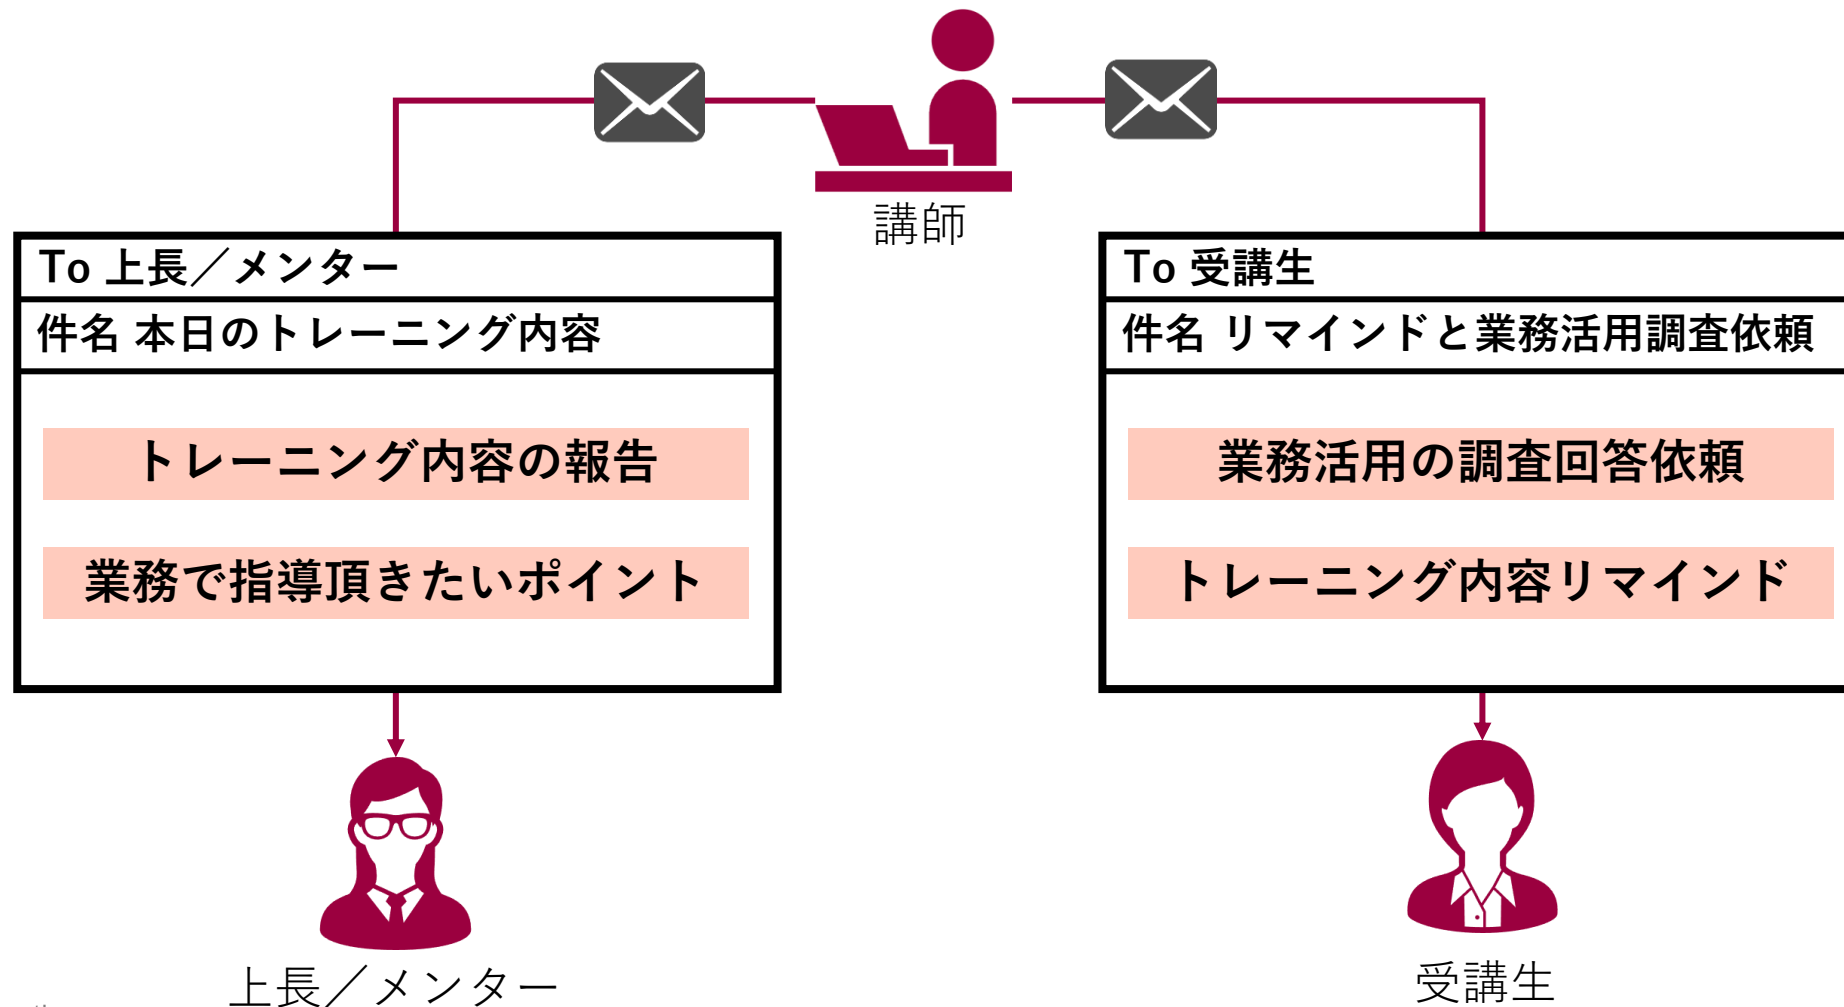 講師
To 上長／メンター
件名 本日のトレーニング内容
トレーニング内容の報告
業務で指導頂きたいポイント
上長／メンター
To 受講生
件名 リマインドと業務活用調査依頼
業務活用の調査回答依頼
トレーニング内容リマインド
受講生